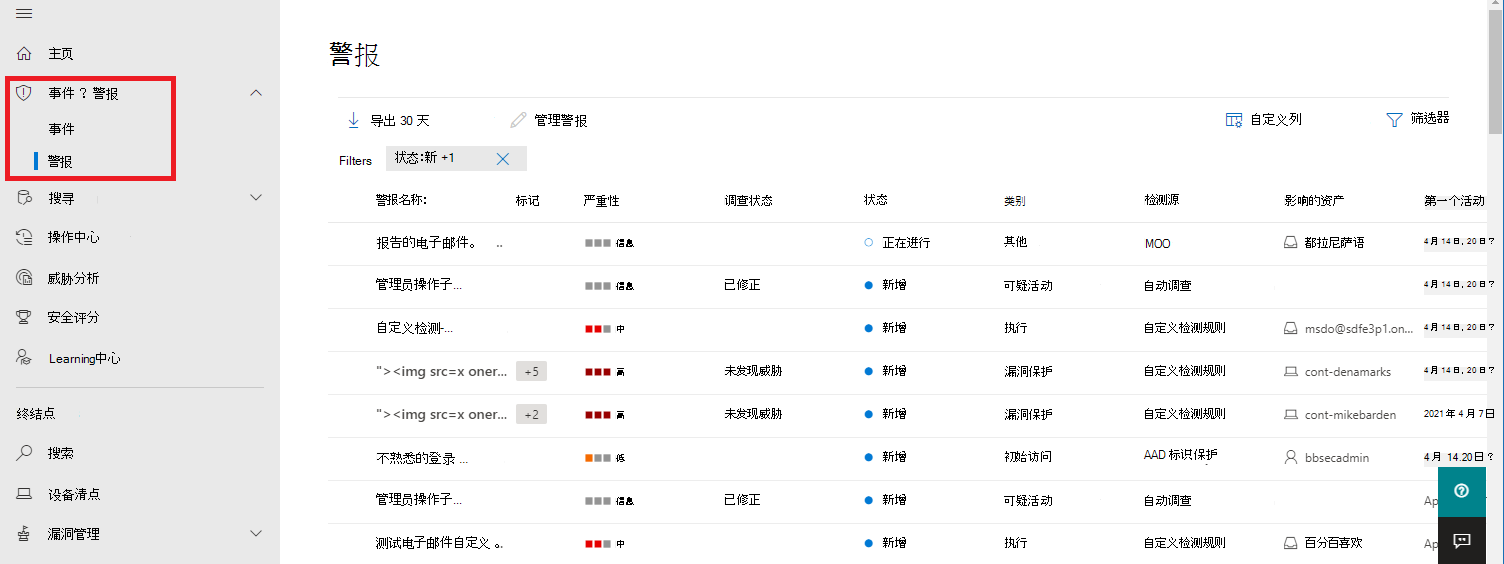 主页
事件 ? 警报
事件
警报
搜寻
操作中心
威胁分析
安全评分
Learning中心
终结点
搜索
设备清点
漏洞管理
警报
导出 30 天 管理警报 自定义列 筛选器
Filters 状态:新 +1
警报名称: 标记 严重性 调查状态 状态 类别 检测源 影响的资产 第一个活动
报告的电子邮件。 .. 信息 正在进行 其他 MOO 都拉尼萨语 4 月 14 日, 20 日 ?
管理员操作子... 信息 已修正 新增 可疑活动 自动调查 4 月 14 日, 20 日 ?
自定义检测-... 中 新增 执行 自定义检测规则 msdo@sdfe3p1.on... 4 月 14 日, 20 日 ?
"><img src=x oner... +5 高 未发现威胁 新增 漏洞保护 自定义检测规则 cont-denamarks 4 月 14 日, 20 日 ?
"><img src=x oner... +2 高 未发现威胁 新增 漏洞保护 自定义检测规则 cont-mikebarden 2021 年 4 月 7 日
不熟悉的登录 ... 低 新增 初始访问 AAD 标识保护 bbsecadmin 4 月 14.20 日 ?
管理员操作子... 信息 已修正 新增 可疑活动 自动调查 Ap
测试电子邮件自定义 。. 中 新增 执行 自定义检测规则 百分百喜欢 Ap